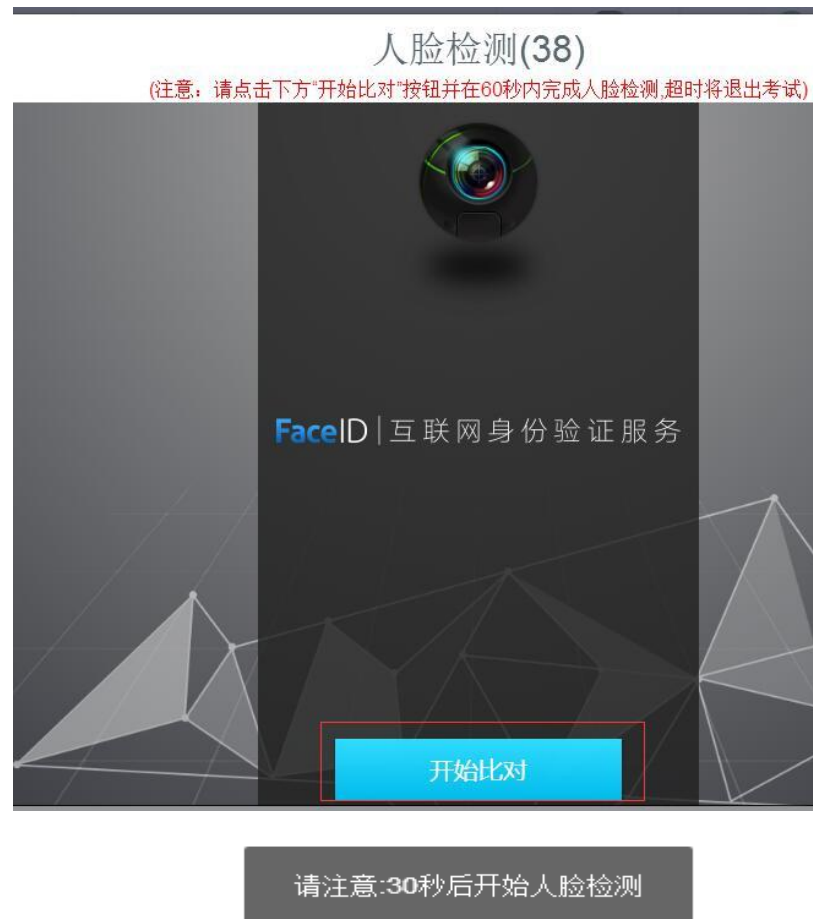 人脸检测(38)
(注意：请点击下方“开始比对”按钮并在60秒内完成人脸检测,超时将退出考试)
FaceID|互联网身份验证服务
开始比对
请注意:30秒后开始人脸检测